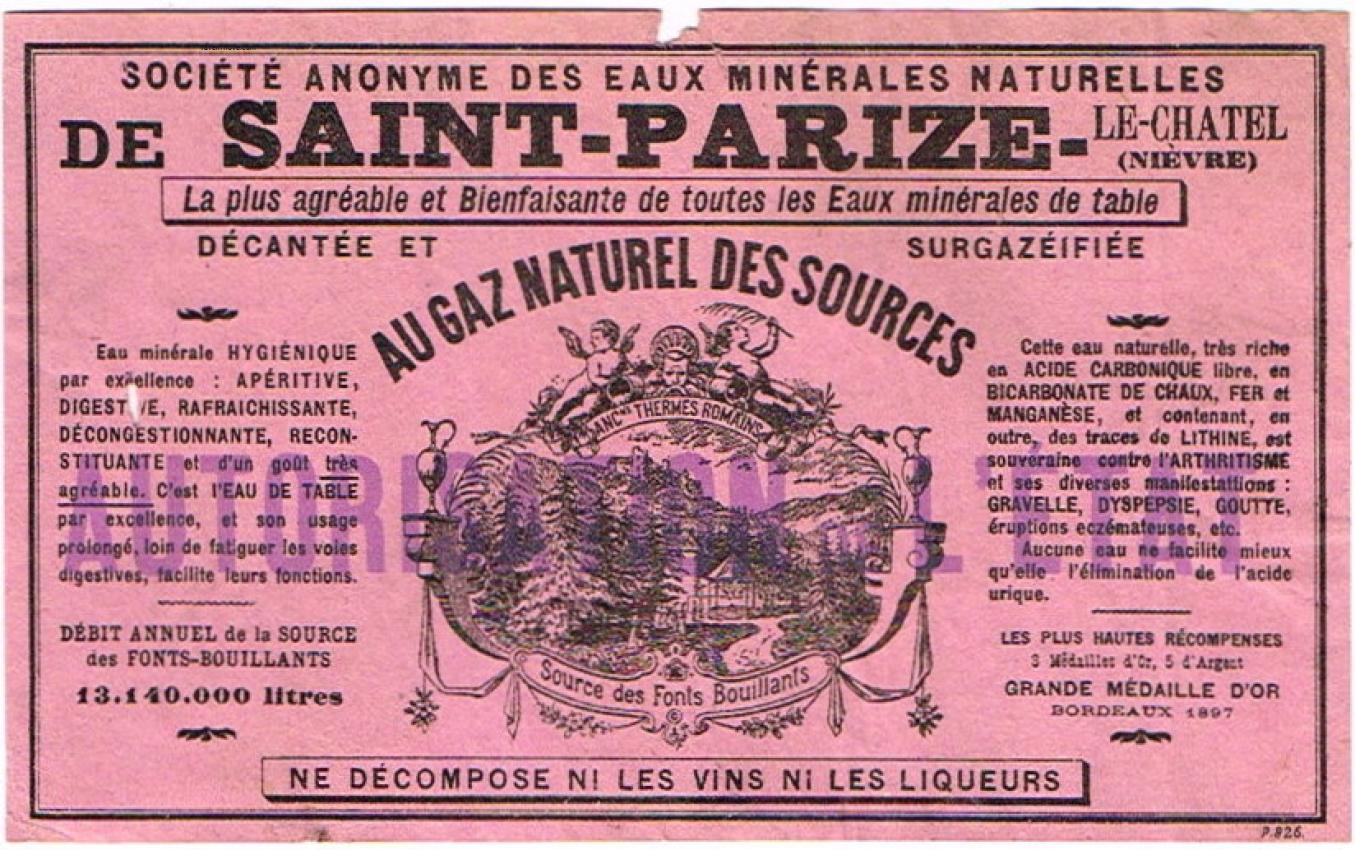 SOCIÉTÉ ANONYME DES EAUX MINÉRALES NATURELLES
DE SAINT-PARIZE-LE-CHATEL
(NIÈVRE)
La plus agréable et Bienfaisante de toutes les Eaux minérales de table
DÉCANTÉE ET SURGAZÉIFIÉE
AU GAZ NATUREL DES SOURCES
Eau minérale HYGIÉNIQUE
par excellence : APÉRITIVE,
DIGESTIVE, RAFRAICHISSANTE,
DÉCONGESTIONNANTE, RECON-
STITUANTE et d'un goût très
agréable. C'est l'EAU DE TABLE
par excellence, et son usage
prolongé, loin de fatiguer les voies
digestives, facilite leurs fonctions.
DÉBIT ANNUEL de la SOURCE
des FONTS-BOUILLANTS
13.140.000 litres
ANC.NS THERMES ROMAINS
Source des Fonts Bouillants
AUTORISATION DE L'ETAT
Cette eau naturelle, très riche
en ACIDE CARBONIQUE libre, en
BICARBONATE DE CHAUX, FER et
MANGANÈSE, et contenant, en
outre, des traces de LITHINE, est
souveraine contre l'ARTHRITISME
et ses diverses manifestattions :
GRAVELLE, DYSPEPSIE, GOUTTE,
éruptions eczémateuses, etc.
Aucune eau ne facilite mieux
qu'elle l'élimination de l'acide
urique.
LES PLUS HAUTES RÉCOMPENSES
3 Médailles d'Or, 5 d'Argent
GRANDE MÉDAILLE D'OR
BORDEAUX 1897
NE DÉCOMPOSE NI LES VINS NI LES LIQUEURS
P.826.